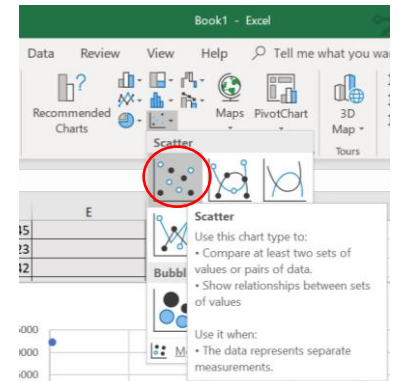 Book1 - Excel
Data Review View Help Tell me what you
Recommended Charts
Maps PivotChart 3D Map
Tours
Scatter
E
45
23
42
Scatter
Use this chart type to:
• Compare at least two sets of
values or pairs of data.
• Show relationships between sets
of values
Bubbl
Use it when:
• The data represents separate
measurements.
5000
0000
5000
M